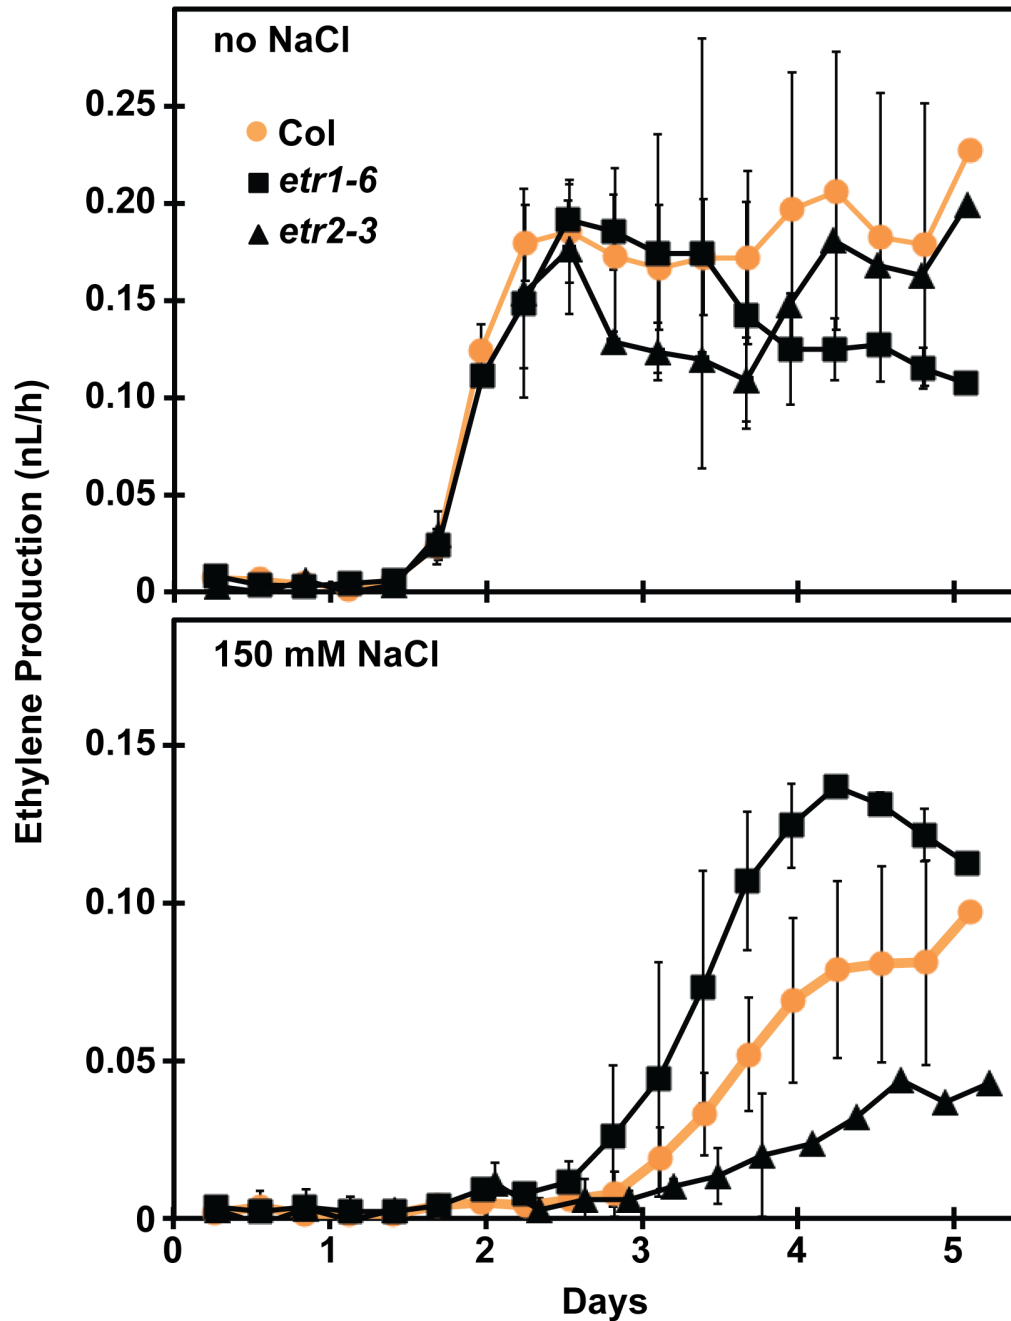 no NaCl
Col
etr1-6
etr2-3
0.25
0.20
0.15
0.10
0.05
0
Ethylene Production (nL/h)
150 mM NaCl
0.15
0.10
0.05
0
0 1 2 3 4 5
Days